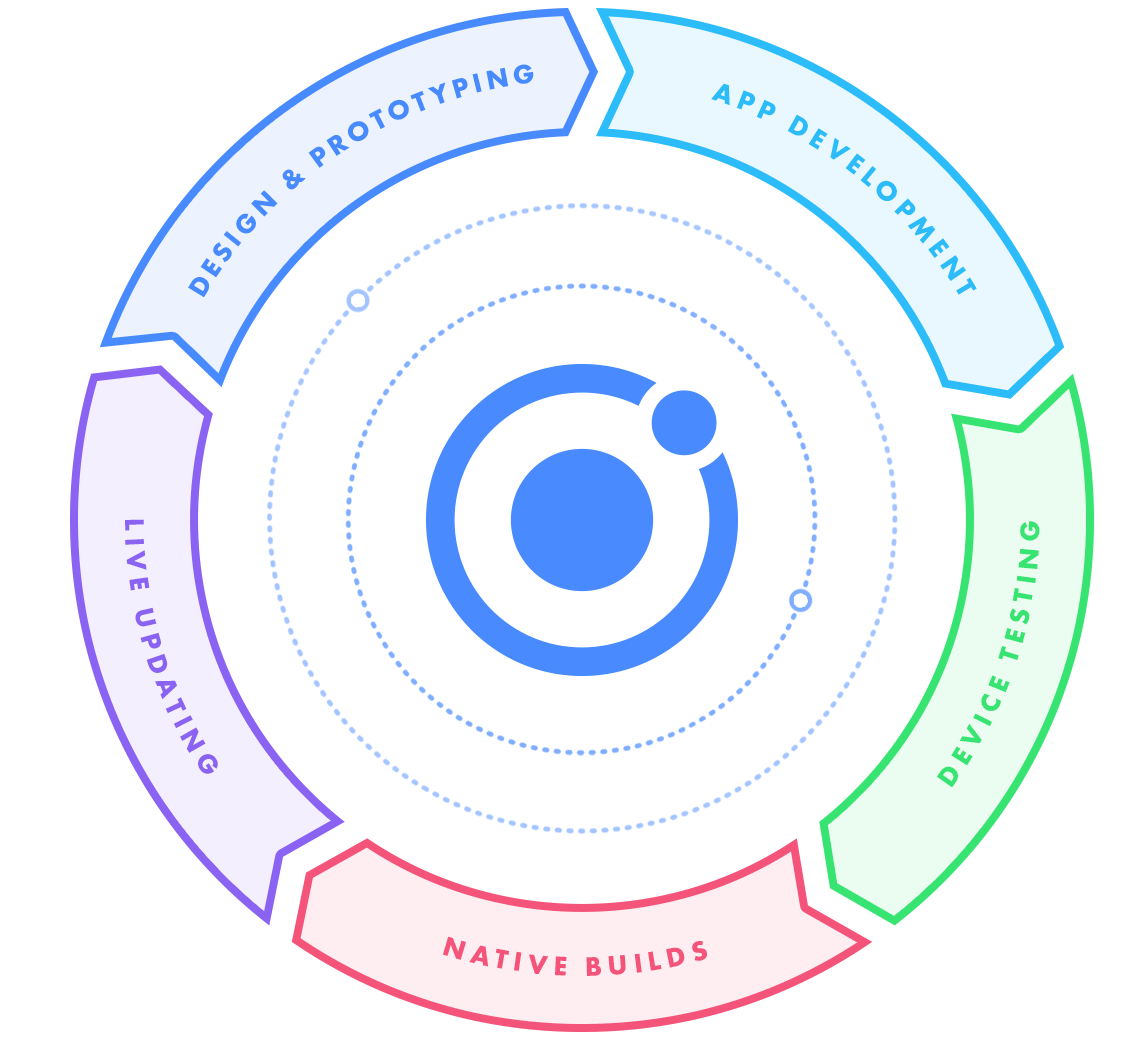 DESIGN & PROTOTYPING
APP DEVELOPMENT
DEVICE TESTING
NATIVE BUILDS
LIVE UPDATING